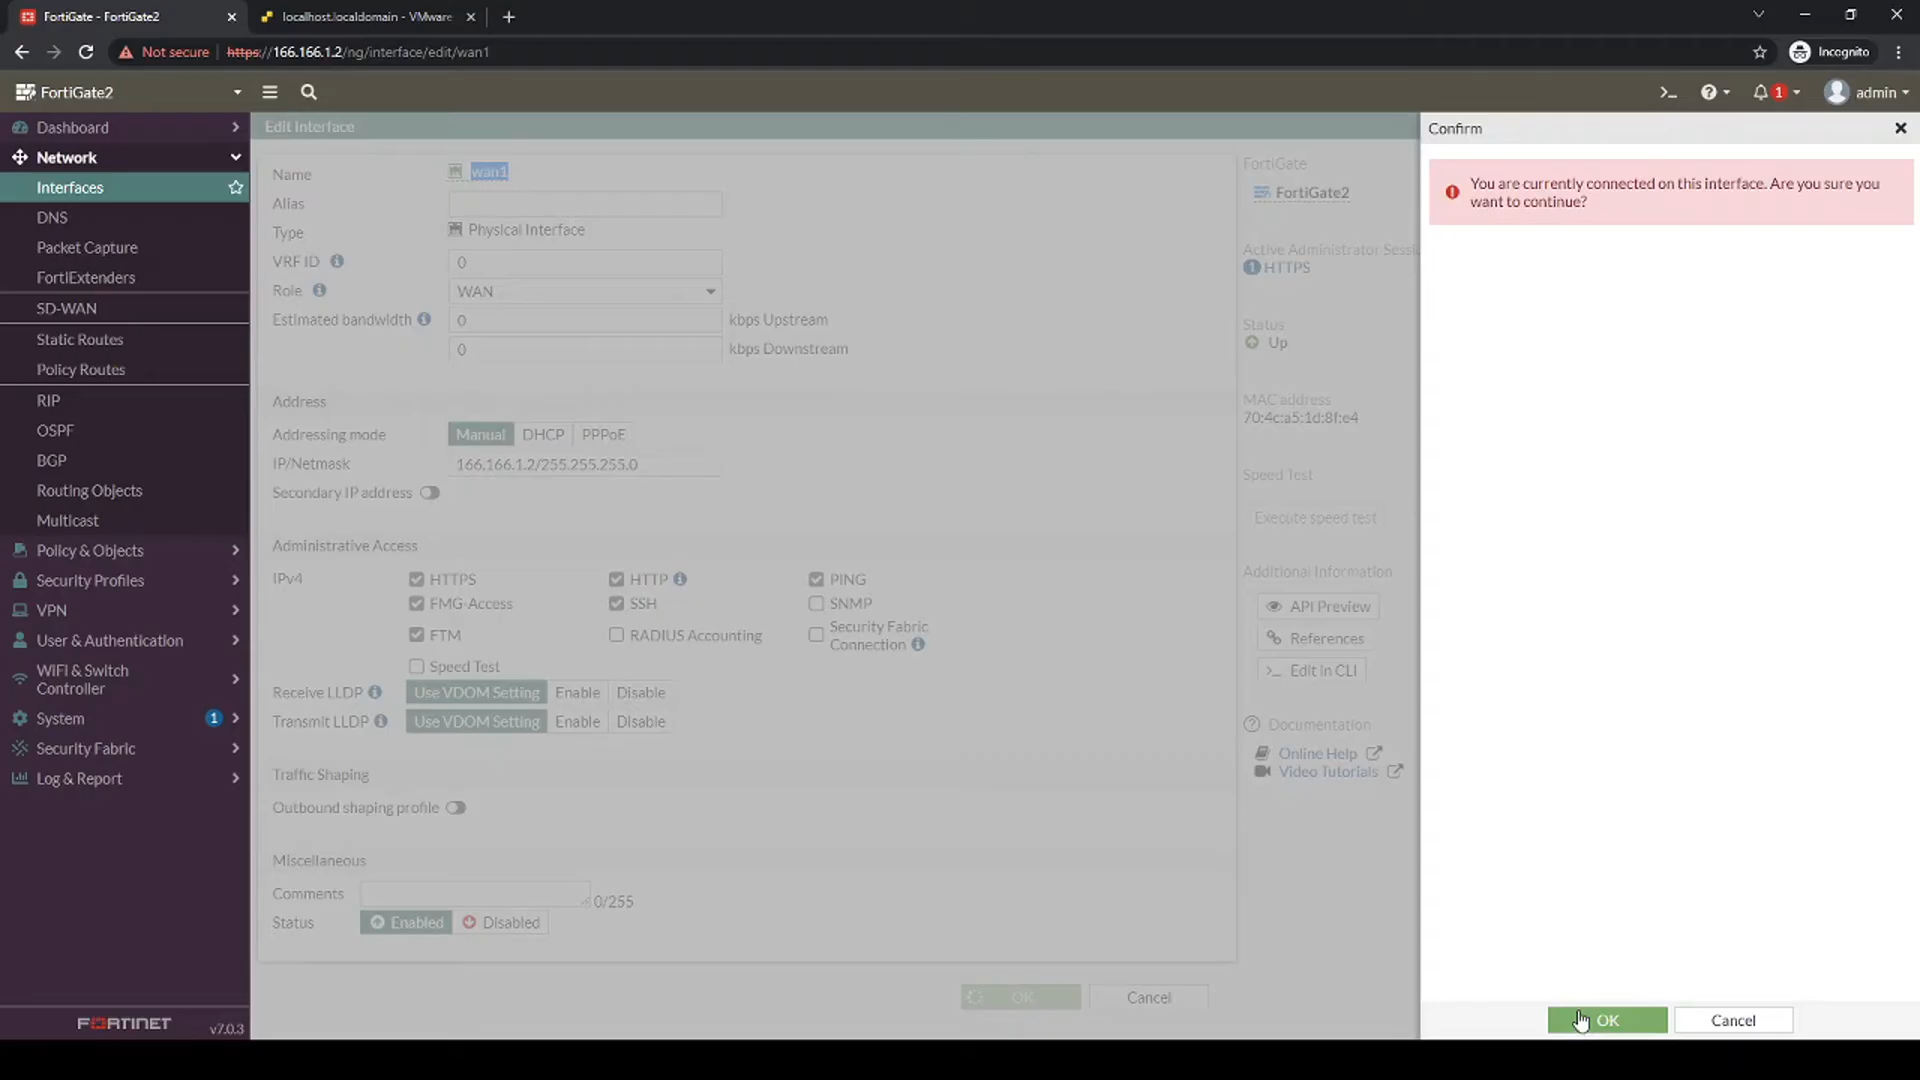 FortiGate - FortiGate2
localhost.localdomain - VMware
Not secure
https://166.166.1.2/ng/interface/edit/wan1
Incognito
FortiGate2
1
admin
Dashboard
Network
Interfaces
DNS
Packet Capture
FortiExtenders
SD-WAN
Static Routes
Policy Routes
RIP
OSPF
BGP
Routing Objects
Multicast
Policy & Objects
Security Profiles
VPN
User & Authentication
WiFi & Switch
Controller
System 1
Security Fabric
Log & Report
FORTINET v7.0.3
Edit Interface
Name wan1
Alias
Type Physical Interface
VRF ID 0
Role WAN
Estimated bandwidth 0 kbps Upstream
0 kbps Downstream
Address
Addressing mode Manual DHCP PPPoE
IP/Netmask 166.166.1.2/255.255.255.0
Secondary IP address
Administrative Access
IPv4 HTTPS HTTP PING
FMG-Access SSH SNMP
FTM RADIUS Accounting Security Fabric
Connection
Speed Test
Receive LLDP Use VDOM Setting Enable Disable
Transmit LLDP Use VDOM Setting Enable Disable
Traffic Shaping
Outbound shaping profile
Miscellaneous
Comments 0/255
Status Enabled Disabled
OK Cancel
FortiGate
FortiGate2
Active Administrator Sessi
1 HTTPS
Status
Up
MAC address
70:4c:a5:1d:8f:e4
Speed Test
Execute speed test
Additional Information
API Preview
References
Edit in CLI
Documentation
Online Help
Video Tutorials
Confirm
You are currently connected on this interface. Are you sure you
want to continue?
OK Cancel